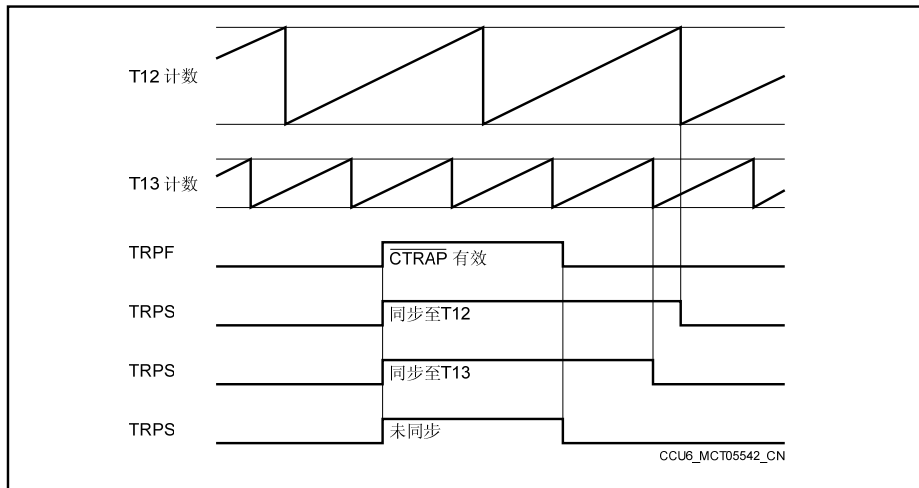 T12 计数
T13 计数
TRPF
CTRAP 有效
TRPS
同步至T12
TRPS
同步至T13
TRPS
未同步
CCU6_MCT05542_CN